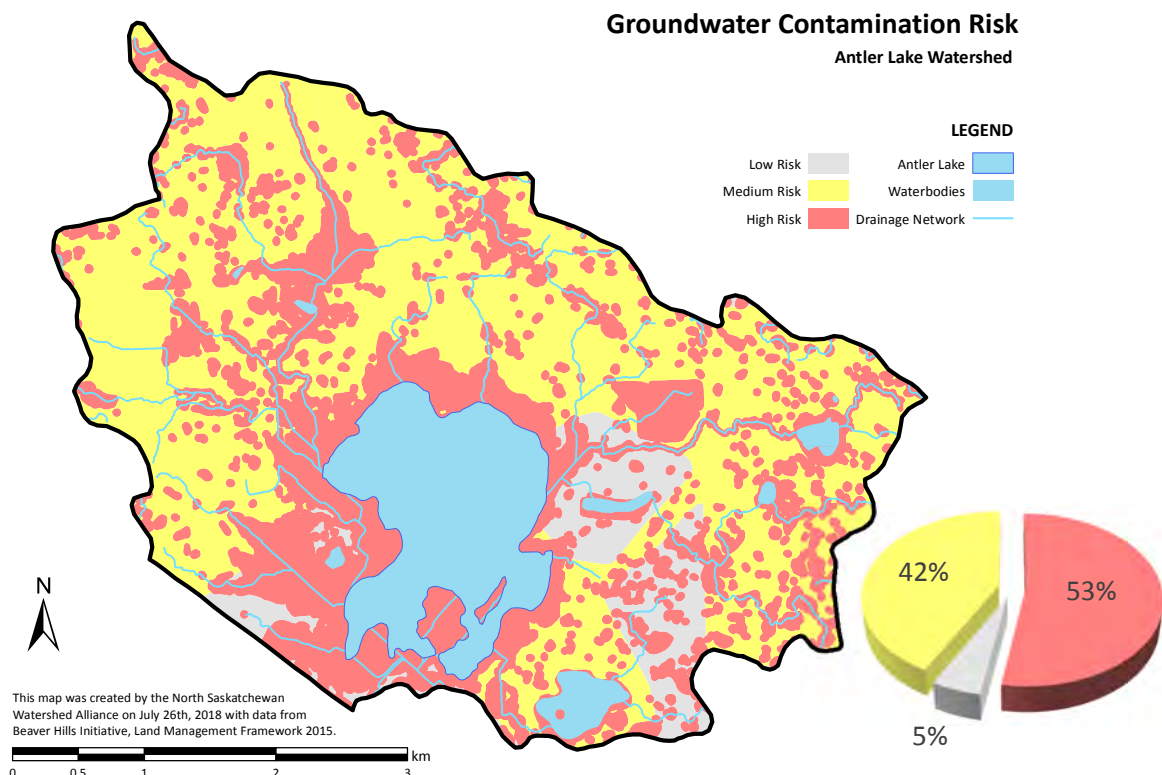 Groundwater Contamination Risk
Antler Lake Watershed
LEGEND
Low Risk
Antler Lake
Medium Risk
Waterbodies
High Risk
Drainage Network
42%
53%
5%
N
This map was created by the North Saskatchewan
Watershed Alliance on July 26th, 2018 with data from
Beaver Hills Initiative, Land Management Framework 2015.
km
0 0.5 1 2 3